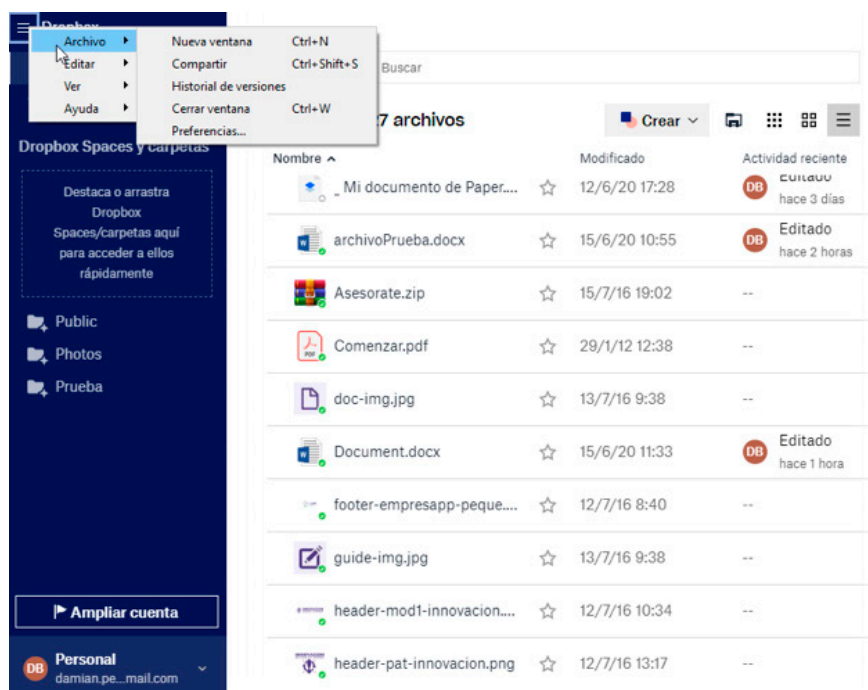 Dropbox
Archivo
Editar
Ver
Ayuda
Nueva ventana Ctrl+N
Compartir Ctrl+Shift+S
Historial de versiones
Cerrar ventana Ctrl+W
Preferencias...
Buscar
27 archivos
Crear
Dropbox Spaces y carpetas
Destaca o arrastra
Dropbox
Spaces/carpetas aquí
para acceder a ellos
rápidamente
Public
Photos
Prueba
Ampliar cuenta
DB
Personal
damian.pe...mail.com
Nombre Modificado Actividad reciente
_ Mi documento de Paper.... 12/6/20 17:28 DB Editado
hace 3 días
archivoPrueba.docx 15/6/20 10:55 DB Editado
hace 2 horas
Asesorate.zip 15/7/16 19:02 --
PDF
Comenzar.pdf 29/1/12 12:38 --
doc-img.jpg 13/7/16 9:38 --
Document.docx 15/6/20 11:33 DB Editado
hace 1 hora
footer-empresapp-peque.... 12/7/16 8:40 --
guide-img.jpg 13/7/16 9:38 --
header-mod1-innovacion.... 12/7/16 10:34 --
header-pat-innovacion.png 12/7/16 13:17 --